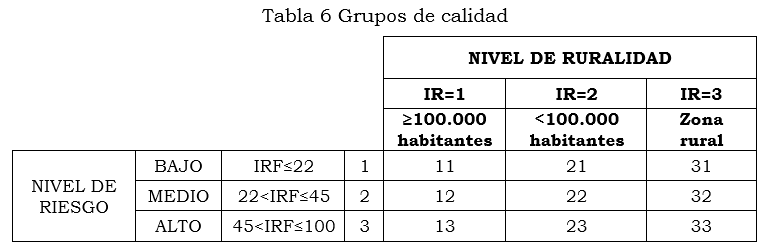 Tabla 6 Grupos de calidad
NIVEL DE RURALIDAD
IR=1 IR=2 IR=3
≥100.000 <100.000 Zona
habitantes habitantes rural
BAJO IRF≤22 1 11 21 31
NIVEL DE RIESGO MEDIO 22<IRF≤45 2 12 22 32
ALTO 45<IRF≤100 3 13 23 33